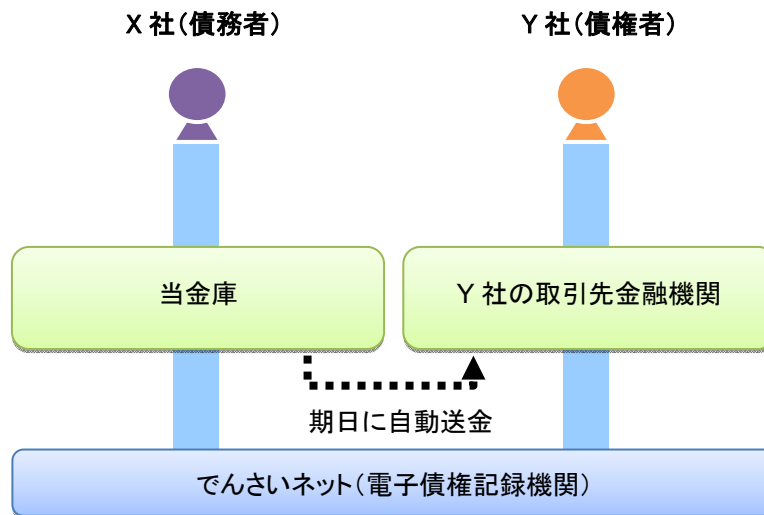 X 社（債務者）
Y 社（債権者）
当金庫
Y 社の取引先金融機関
期日に自動送金
でんさいネット（電子債権記録機関）